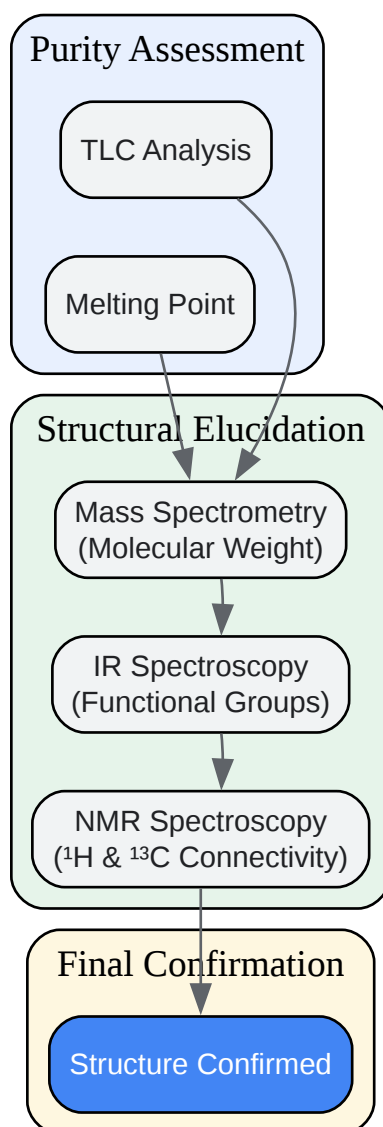 Purity Assessment
TLC Analysis
Melting Point
Structural Elucidation
Mass Spectrometry
(Molecular Weight)
IR Spectroscopy
(Functional Groups)
NMR Spectroscopy
(¹H & ¹³C Connectivity)
Final Confirmation
Structure Confirmed